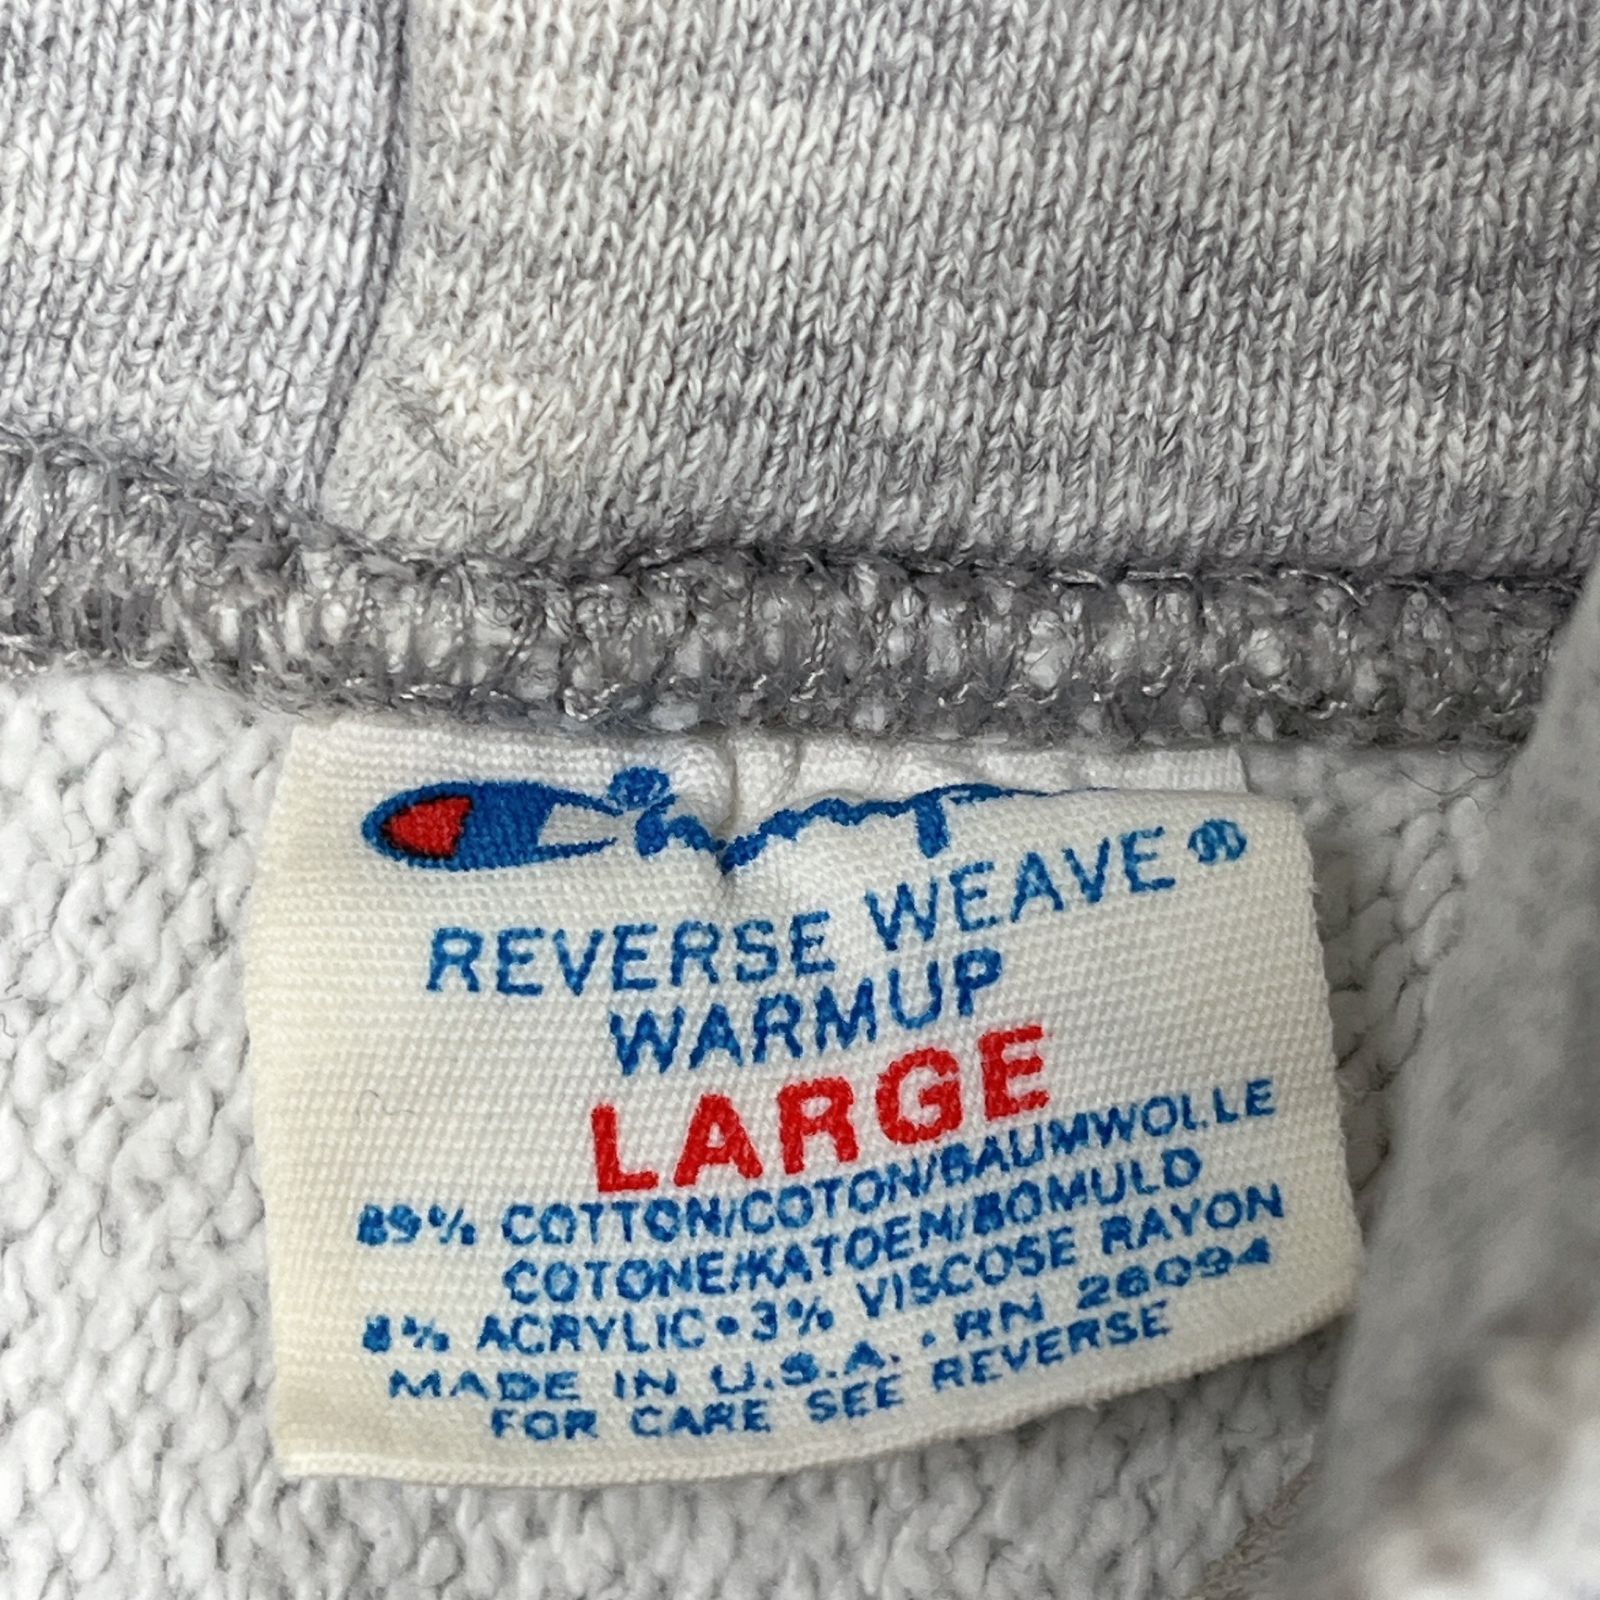 Champ
REVERSE WEAVE ®
WARMUP
LARGE
89% COTTON/COTON/BAUMWOLLE
COTONE/KATOEN/BOMULD
8% ACRYLIC•3% VISCOSE RAYON
MADE IN U.S.A. • RN 26094
FOR CARE SEE REVERSE